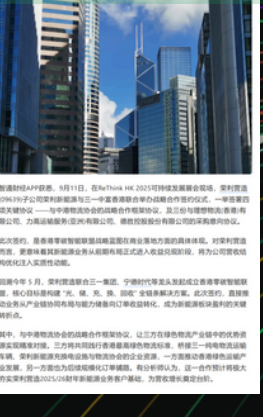 智通财经APP获悉，9月11日，在ReThink HK 2025可持续发展展会现场，荣利营造
(09639)子公司荣利新能源与三一中富香港联合举办战略合作签约仪式，一举签署四
项关键协议 ——与中港物流协会的战略合作框架协议，及三份与理想物流(香港)有
限公司、力高运输服务(亚洲)有限公司、德胜控股股份有限公司的采购意向协议。
此次签约，是香港零碳智能联盟战略蓝图在商业落地方面的具体体现。对荣利营造
而言，更意味着其新能源业务从前期布局正式进入收益兑现阶段，将为公司营收结
构优化注入实质性动能。
回溯今年 5 月，荣利营造联合三一集团、宁德时代等龙头发起成立香港零碳智能联
盟，核心目标是构建 "光、储、充、换、回收" 全链条解决方案。此次签约，直接推
动业务从产业链协同布局与能力储备向订单收益转化，成为新能源板块盈利的关键
转折点。
其中，与中港物流协会的战略合作框架协议，让三方在绿色物流产业链中的优势资
源实现精准对接。三方将共同践行香港最高绿色物流标准，桥接三一纯电物流运输
车辆、荣利新能源充换电设施与物流协会的企业资源，一方面推动香港绿色运输产
业发展，另一方面也为后续规模化订单铺路。有分析师认为，这一合作预计将极大
夯实荣利营造2025/26财年新能源业务客户基础，为营收增长奠定台阶。